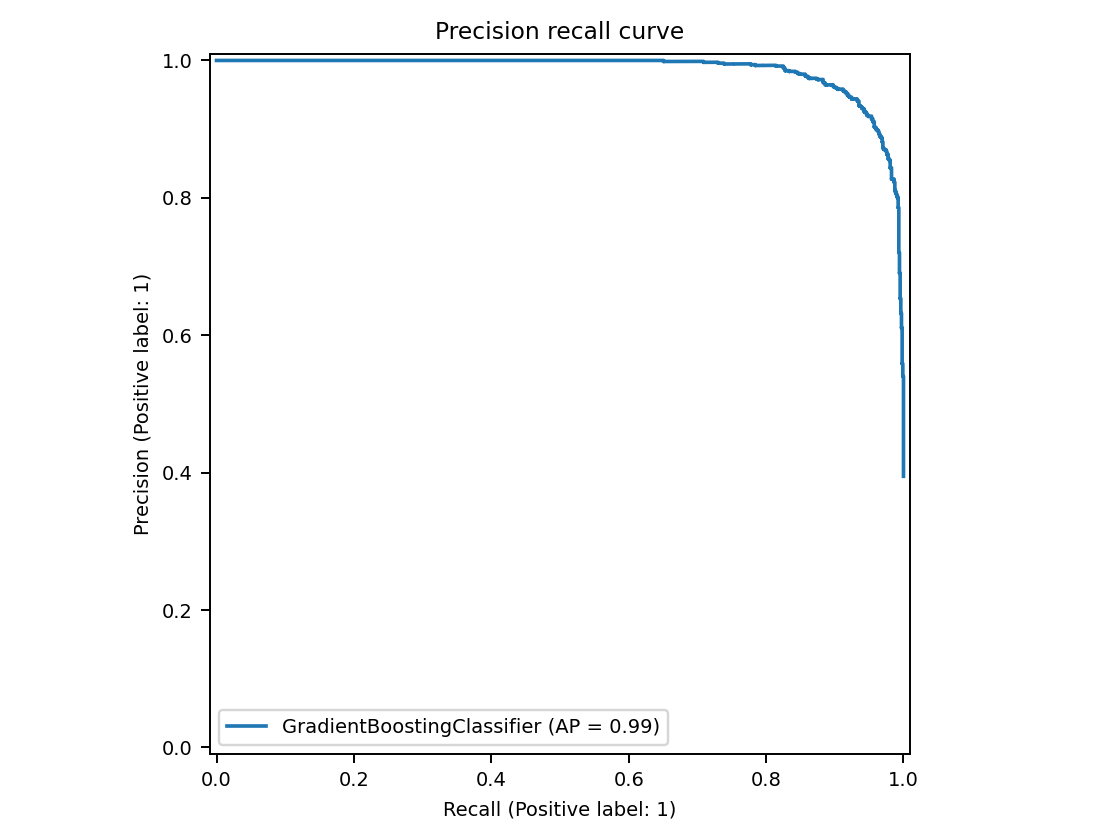 Precision recall curve
1.0
0.8
0.6
0.4
0.2
0.0
Precision (Positive label: 1)
GradientBoostingClassifier (AP = 0.99)
0.0 0.2 0.4 0.6 0.8 1.0
Recall (Positive label: 1)